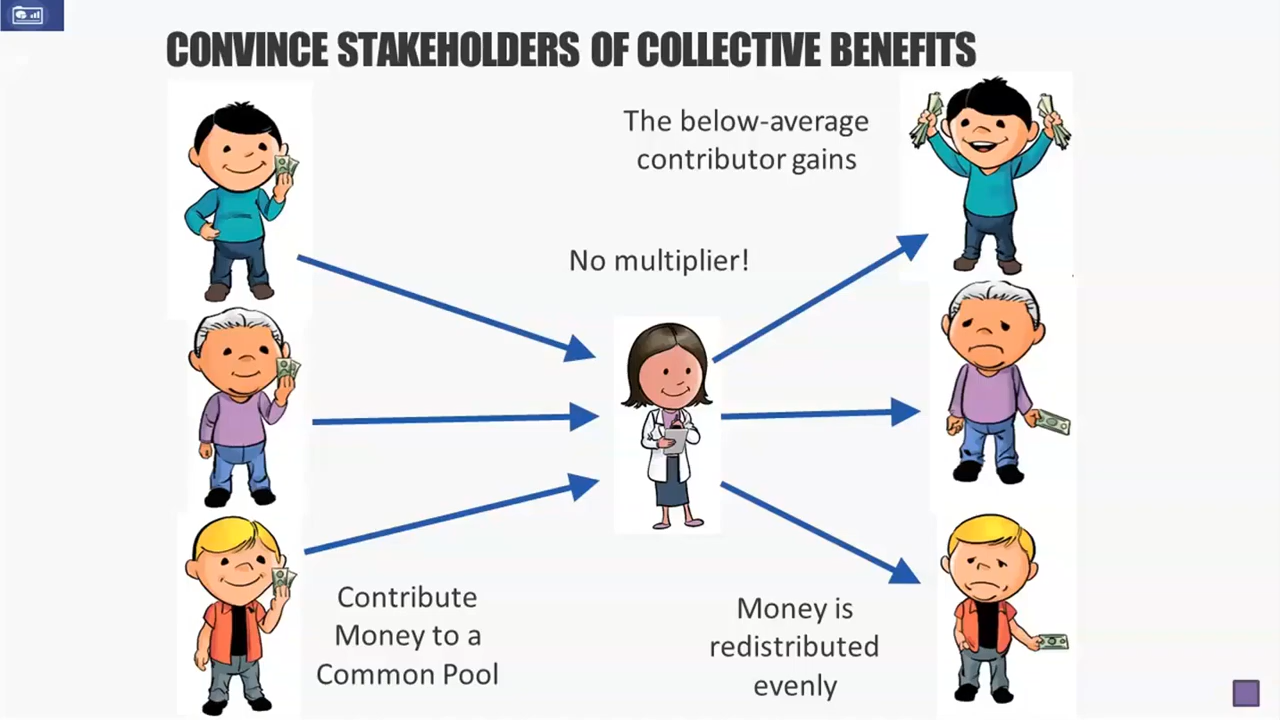 CONVINCE STAKEHOLDERS OF COLLECTIVE BENEFITS
The below-average
contributor gains
No multiplier!
Contribute
Money to a
Common Pool
Money is
redistributed
evenly